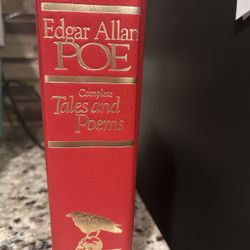 Edgar Allan
POE
Complete
Tales and
Poems